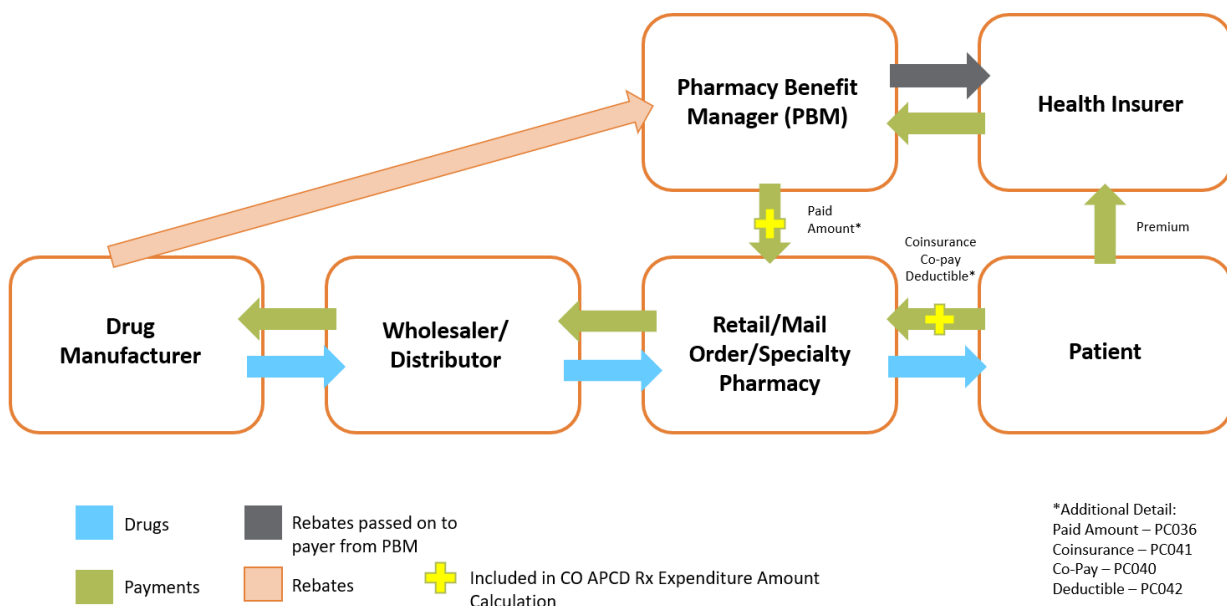 Pharmacy Benefit
Manager (PBM)
Health Insurer
Paid
Amount*
Coinsurance
Co-pay
Deductible*
Premium
Drug
Manufacturer
Wholesaler/
Distributor
Retail/Mail
Order/Specialty
Pharmacy
Patient
Drugs
Rebates passed on to
payer from PBM
Payments
Rebates
Included in CO APCD Rx Expenditure Amount
Calculation
*Additional Detail:
Paid Amount – PC036
Coinsurance – PC041
Co-Pay – PC040
Deductible – PC042